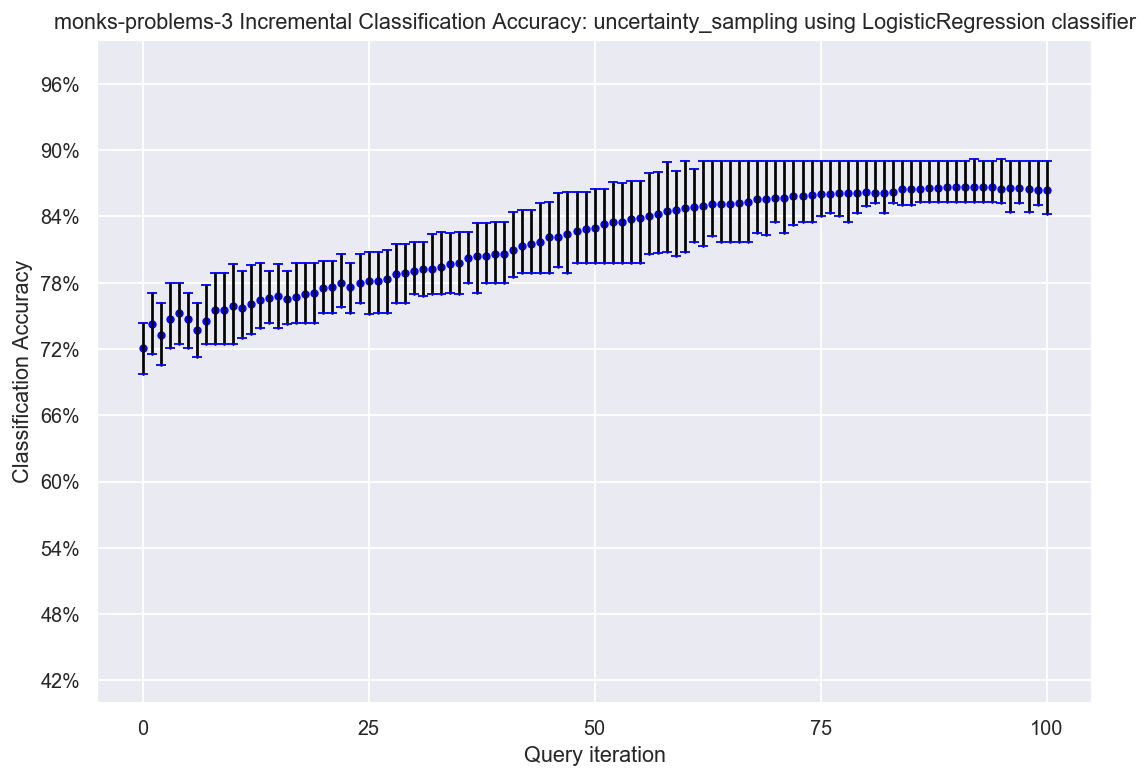 monks-problems-3 Incremental Classification Accuracy: uncertainty_sampling using LogisticRegression classifier
96%
90%
84%
78%
72%
66%
60%
54%
48%
42%
Classification Accuracy
0 25 50 75 100
Query iteration